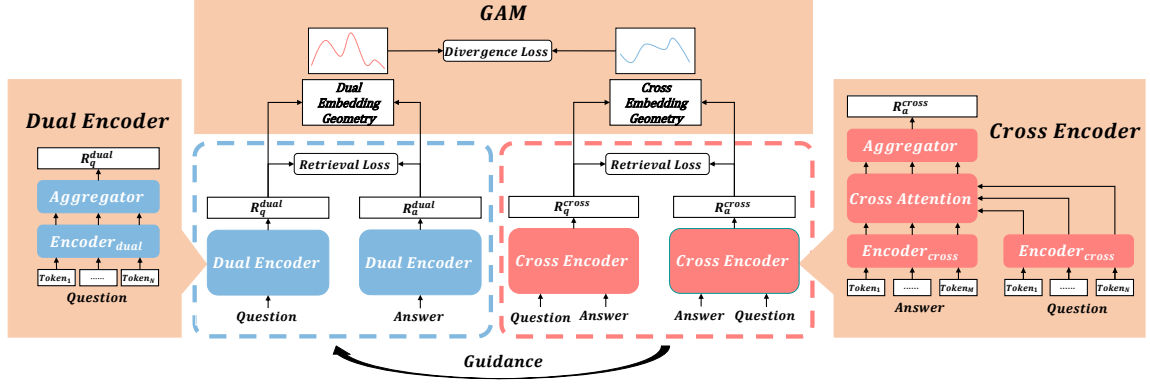 GAM
Divergence Loss
Dual
Embedding
Geometry
Cross
Embedding
Geometry
Dual Encoder
R_q^dual
Aggregator
Encoder_dual
Token_1 ...... Token_N
Question
Retrieval Loss
R_q^dual R_a^dual
Dual Encoder Dual Encoder
Question Answer
Retrieval Loss
R_q^cross R_a^cross
Cross Encoder Cross Encoder
Question Answer Answer Question
Guidance
Cross Encoder
R_a^cross
Aggregator
Cross Attention
Encoder_cross Encoder_cross
Token_1 ...... Token_M Token_1 ...... Token_N
Answer Question